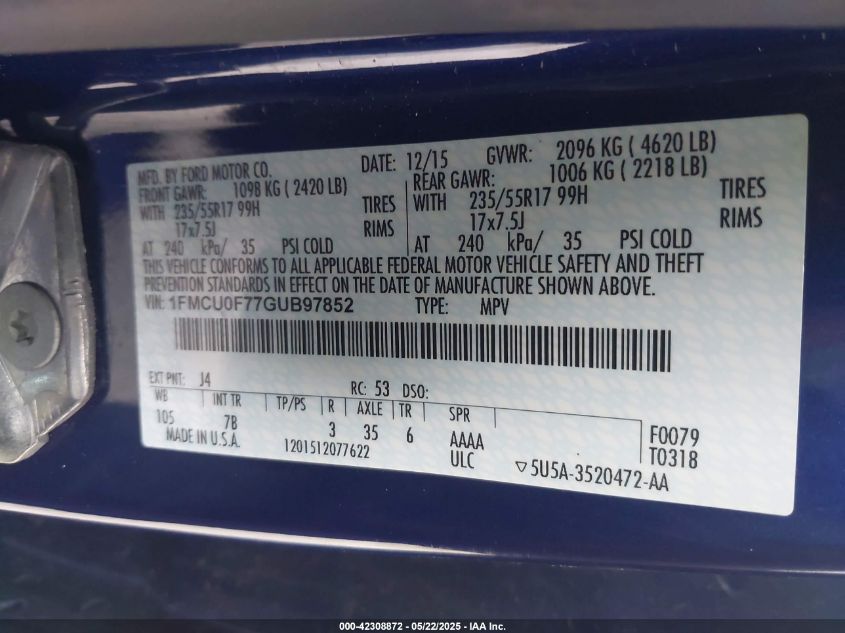 MFD. BY FORD MOTOR CO. DATE: 12/15 GVWR: 2096 KG ( 4620 LB)
FRONT GAWR: 1098 KG ( 2420 LB) REAR GAWR: 1006 KG ( 2218 LB)
WITH 235/55R17 99H TIRES WITH 235/55R17 99H TIRES
17x7.5J RIMS 17x7.5J RIMS
AT 240 kPa/ 35 PSI COLD AT 240 kPa/ 35 PSI COLD
THIS VEHICLE CONFORMS TO ALL APPLICABLE FEDERAL MOTOR VEHICLE SAFETY AND THEFT
PREVENTION STANDARDS IN EFFECT ON THE DATE OF MANUFACTURE SHOWN ABOVE.
VIN: 1FMCU0F77GUB97852 TYPE: MPV
EXT PNT: J4 RC: 53 DSO:
WB INT TR TP/PS R AXLE TR SPR
105 7B 3 35 6 AAAA F0079
MADE IN U.S.A. 1201512077622 ULC T0318
▽5U5A-3520472-AA
000-42308872 - 05/22/2025 - IAA Inc.